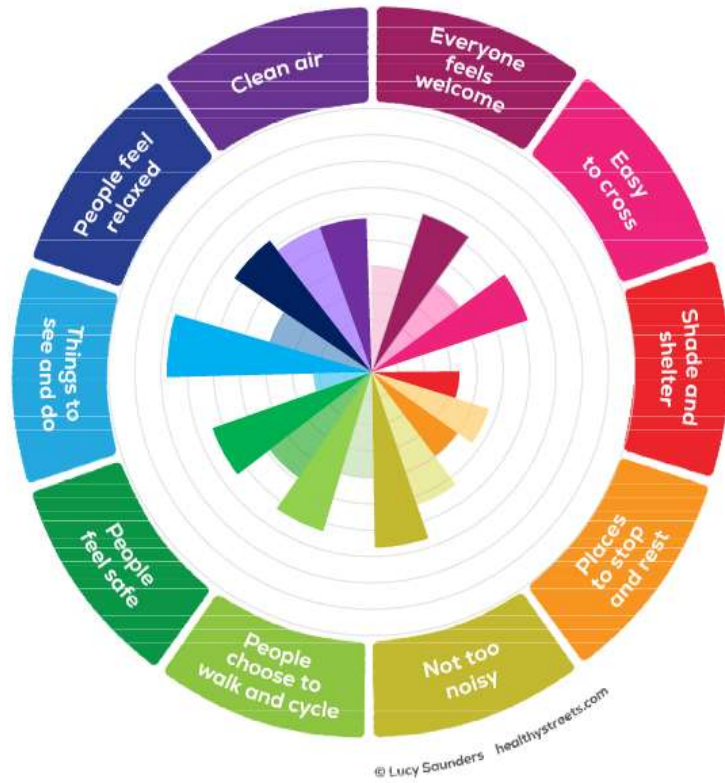 Everyone
feels
welcome
Easy
to cross
Shade and
shelter
Places
to stop
and rest
Not too
noisy
People
choose to
walk and cycle
People
feel safe
Things to
see and do
People feel
relaxed
Clean air
© Lucy Saunders healthystreets.com